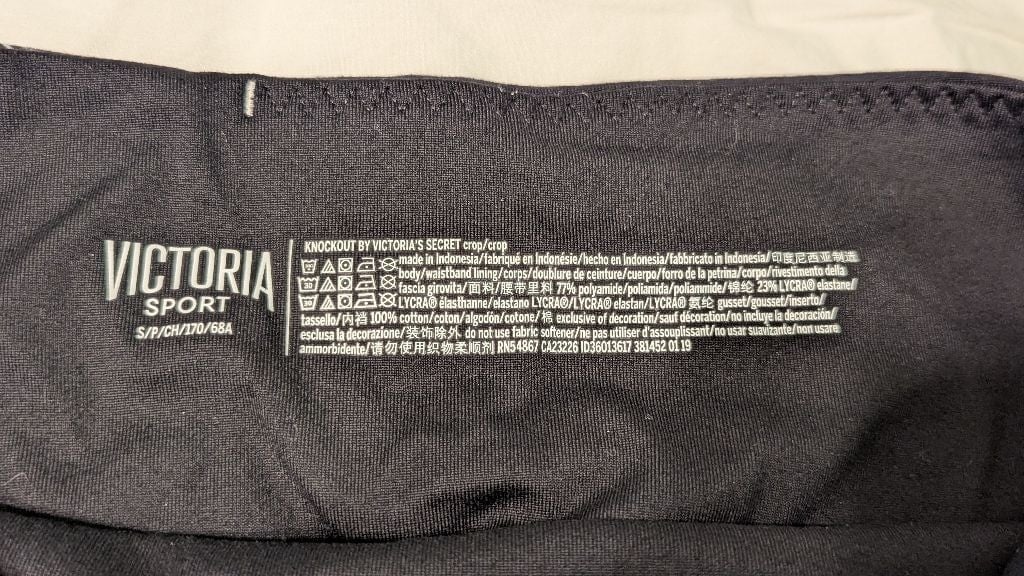 VICTORIA
SPORT
S/P/CH/170/68A
KNOCKOUT BY VICTORIA'S SECRET crop/crop
made in Indonesia/fabriqué en Indonésie/hecho en Indonesia/fabbricato in Indonesia/印度尼西亚制造
body/waistband lining/corps/doublure de ceinture/cuerpo/forro de la petrina/corpo/rivestimento della
fascia girovita/面料/腰带里料 77% polyamide/poliamida/poliammide/锦纶 23% LYCRA® elastane/
LYCRA® élasthanne/elastano LYCRA®/LYCRA® elastan/LYCRA®氨纶 gusset/gousset/inserto/
tassello/内裆 100% cotton/coton/algodón/cotone/棉 exclusive of decoration/sauf décoration/no incluye la decoración/
esclusa la decorazione/装饰除外 do not use fabric softener/ne pas utiliser d'assouplissant/no usar suavizante/non usare
ammorbidente/请勿使用织物柔顺剂 RN54867 CA23226 ID36013617 381452 01.19